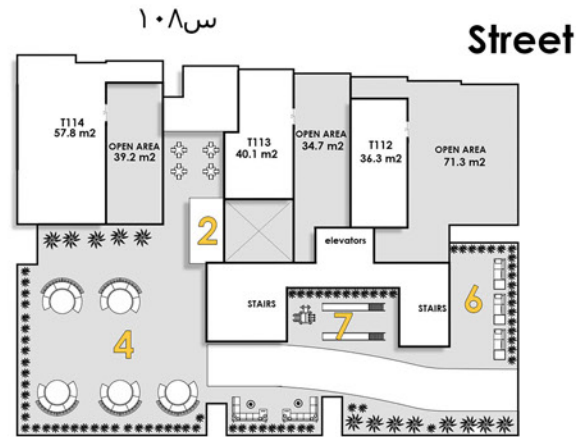 س١٠٨
Street
T114
57.8 m2
OPEN AREA
39.2 m2
T113
40.1 m2
OPEN AREA
34.7 m2
T112
36.3 m2
OPEN AREA
71.3 m2
2
elevators
STAIRS
STAIRS
6
7
4